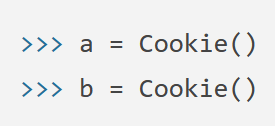 >>> a = Cookie()
>>> b = Cookie()